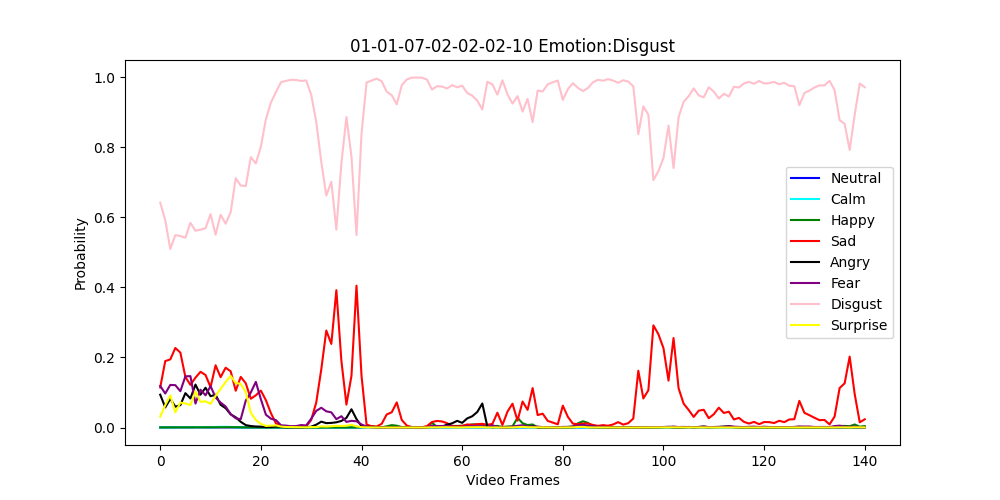 01-01-07-02-02-02-10 Emotion:Disgust
Probability
1.0
0.8
0.6
0.4
0.2
0.0
0 20 40 60 80 100 120 140
Video Frames
Neutral
Calm
Happy
Sad
Angry
Fear
Disgust
Surprise